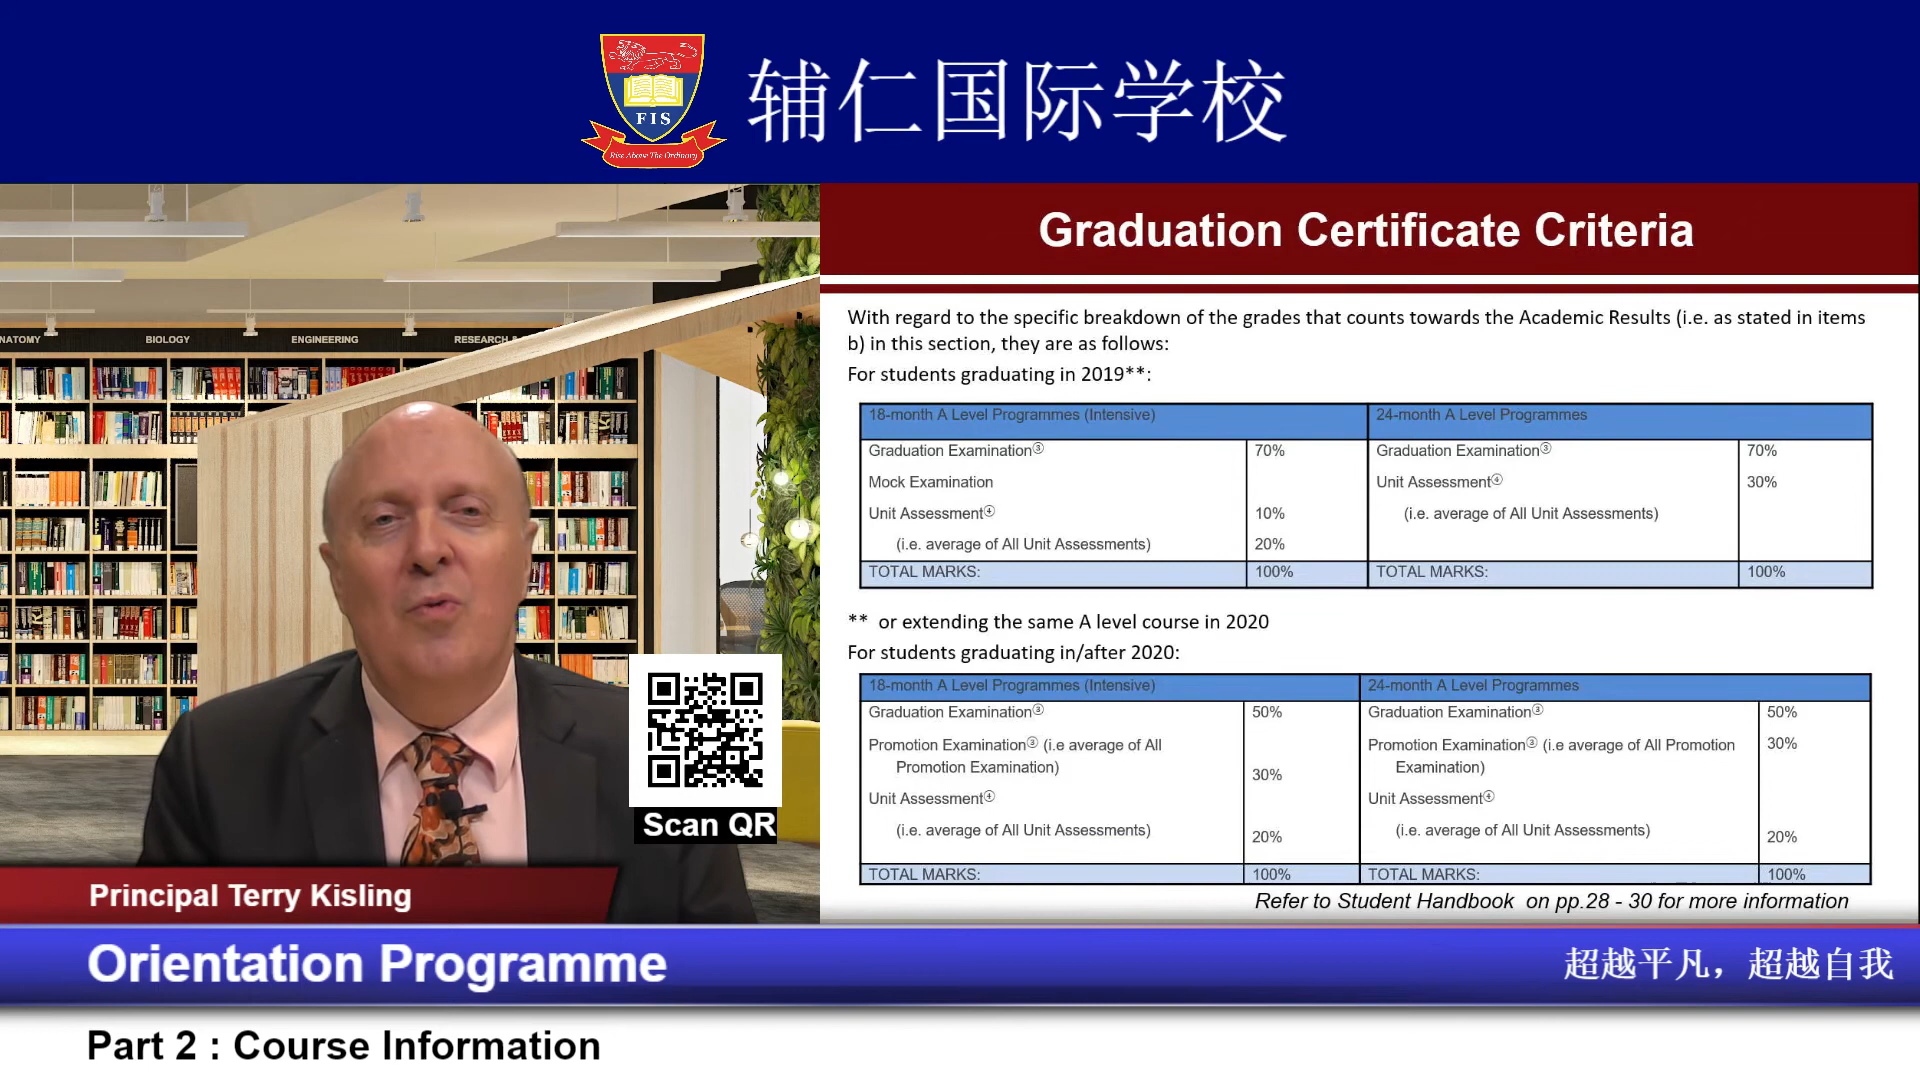 FIS
Rise Above The Ordinary
辅仁国际学校
NATOMY
BIOLOGY
ENGINEERING
RESEARCH &
Scan QR
Principal Terry Kisling
Graduation Certificate Criteria
With regard to the specific breakdown of the grades that counts towards the Academic Results (i.e. as stated in items
b) in this section, they are as follows:
For students graduating in 2019**:
18-month A Level Programmes (Intensive) 24-month A Level Programmes
Graduation Examination③ 70% Graduation Examination③ 70%
Mock Examination Unit Assessment④ 30%
Unit Assessment④ 10% (i.e. average of All Unit Assessments)
(i.e. average of All Unit Assessments) 20%
TOTAL MARKS: 100% TOTAL MARKS: 100%
** or extending the same A level course in 2020
For students graduating in/after 2020:
18-month A Level Programmes (Intensive) 24-month A Level Programmes
Graduation Examination③ 50% Graduation Examination③ 50%
Promotion Examination③ (i.e average of All Promotion Examination③ (i.e average of All Promotion 30%
Promotion Examination) 30% Examination)
Unit Assessment④ Unit Assessment④
(i.e. average of All Unit Assessments) 20% (i.e. average of All Unit Assessments) 20%
TOTAL MARKS: 100% TOTAL MARKS: 100%
Refer to Student Handbook on pp.28 - 30 for more information
Orientation Programme
超越平凡，超越自我
Part 2 : Course Information